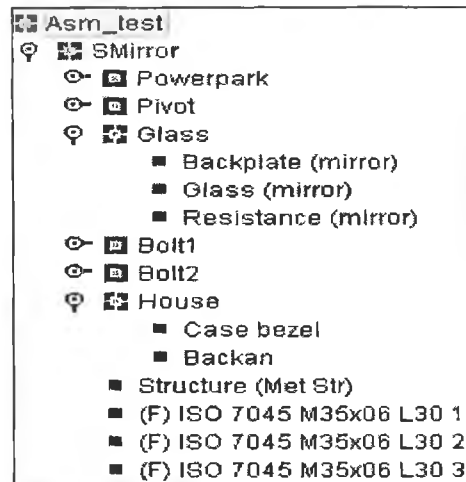 Asm_test
SMirror
Powerpark
Pivot
Glass
Backplate (mirror)
Glass (mirror)
Resistance (mirror)
Bolt1
Bolt2
House
Case bezel
Backan
Structure (Met Str)
(F) ISO 7045 M35x06 L30 1
(F) ISO 7045 M35x06 L30 2
(F) ISO 7045 M35x06 L30 3